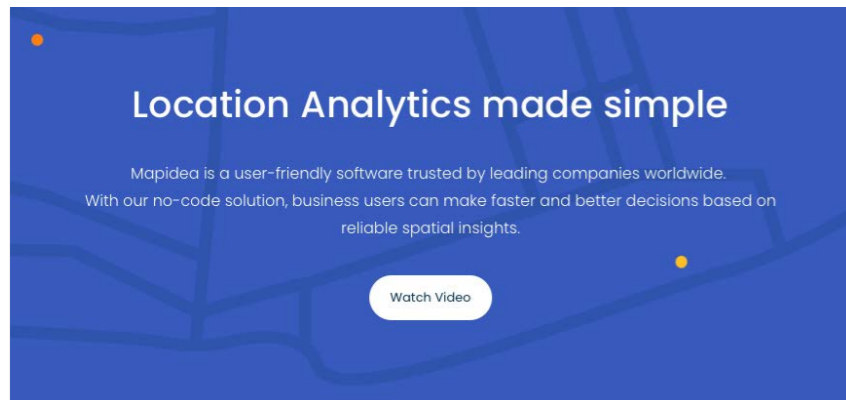 Location Analytics made simple
Mapidea is a user-friendly software trusted by leading companies worldwide.
With our no-code solution, business users can make faster and better decisions based on
reliable spatial insights.
Watch Video